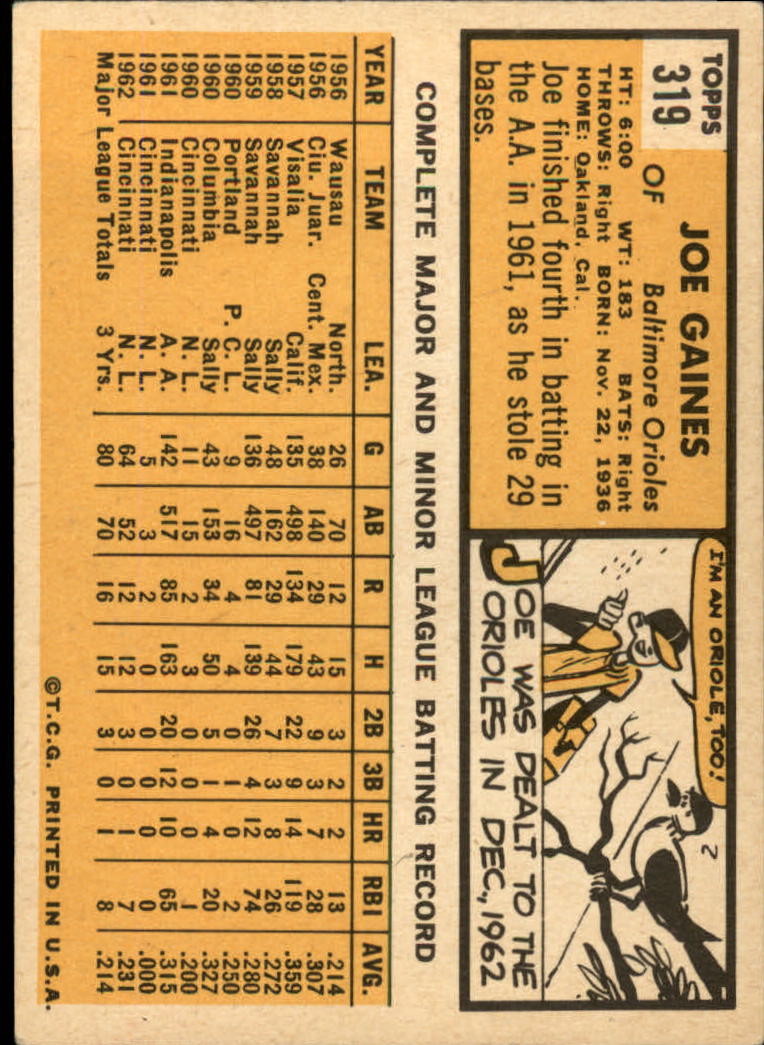 TOPPS
319
JOE GAINES
OF Baltimore Orioles
HT: 6:00 WT: 183 BATS: Right
THROWS: Right BORN: Nov. 22, 1936
HOME: Oakland, Cal.
Joe finished fourth in batting in
the A.A. in 1961, as he stole 29
bases.
I'M AN ORIOLE, TOO!
JOE WAS DEALT TO THE
ORIOLES IN DEC., 1962
COMPLETE MAJOR AND MINOR LEAGUE BATTING RECORD
YEAR TEAM LEA. G AB R H 2B 3B HR RBI AVG.
1956 Wausau North. 26 70 12 15 3 2 2 13 .214
1956 Ciu. Juar. Cent. Mex. 38 140 29 43 9 3 7 28 .307
1957 Visalia Calif. 135 498 134 179 22 9 14 119 .359
1958 Savannah Sally 48 162 29 44 7 3 8 26 .272
1959 Savannah Sally 136 497 81 139 26 4 12 74 .280
1960 Portland P. C. L. 9 16 4 4 0 1 0 2 .250
1960 Columbia Sally 43 153 34 50 5 1 4 20 .327
1960 Cincinnati N. L. 11 15 2 3 0 0 0 1 .200
1961 Indianapolis A. A. 142 517 85 163 20 12 10 65 .315
1961 Cincinnati N. L. 5 3 2 0 0 0 0 0 .000
1962 Cincinnati N. L. 64 52 12 12 3 0 1 7 .231
Major League Totals 3 Yrs. 80 70 16 15 3 0 1 8 .214
©T.C.G. PRINTED IN U.S.A.